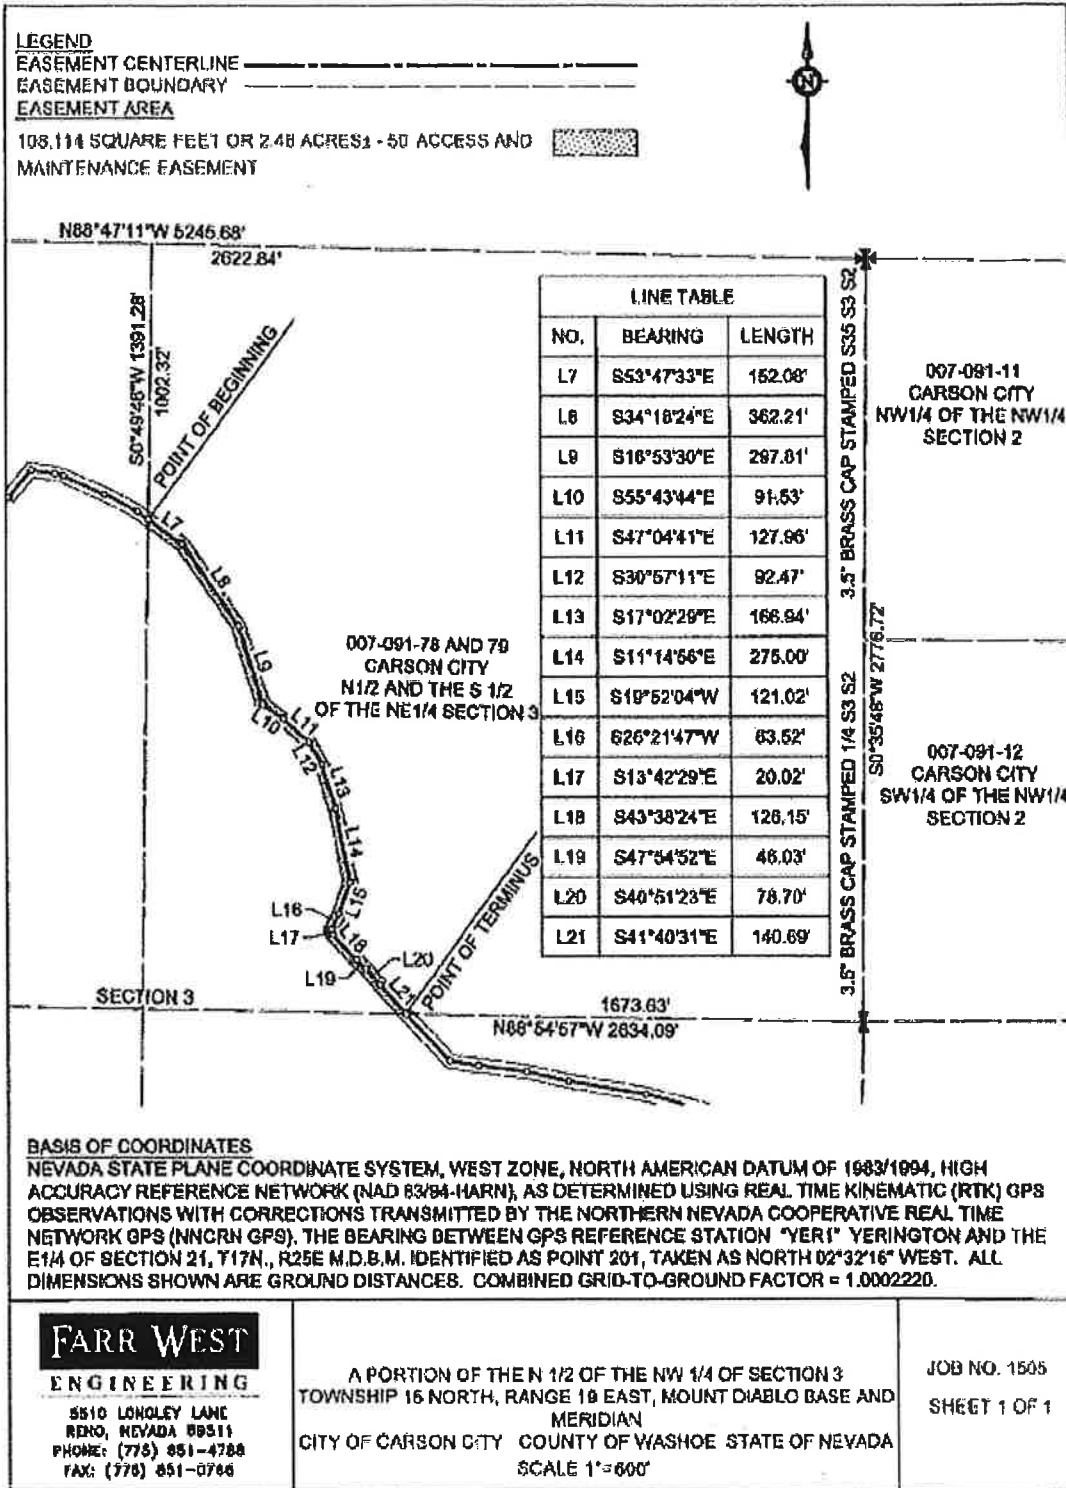 LEGEND
EASEMENT CENTERLINE
EASEMENT BOUNDARY
EASEMENT AREA
108,114 SQUARE FEET OR 2.48 ACRES± - 50 ACCESS AND
MAINTENANCE EASEMENT
N
N88°47'11"W 5245.68'
2622.84'
S0°49'46"W 1391.28'
1002.32'
POINT OF BEGINNING
LINE TABLE
NO. BEARING LENGTH
L7 S53°47'33"E 152.08'
L8 S34°18'24"E 362.21'
L9 S16°53'30"E 297.81'
L10 S55°43'44"E 91.53'
L11 S47°04'41"E 127.96'
L12 S30°57'11"E 92.47'
L13 S17°02'29"E 166.94'
L14 S11°14'56"E 275.00'
L15 S19°52'04"W 121.02'
L16 S26°21'47"W 63.52'
L17 S13°42'29"E 20.02'
L18 S43°38'24"E 126.15'
L19 S47°54'52"E 46.03'
L20 S40°51'23"E 78.70'
L21 S41°40'31"E 140.69'
3.5" BRASS CAP STAMPED S35 S3 S2
007-091-11
CARSON CITY
NW1/4 OF THE NW1/4
SECTION 2
S0°35'48"W 2776.72'
3.5" BRASS CAP STAMPED 1/4 S3 S2
007-091-12
CARSON CITY
SW1/4 OF THE NW1/4
SECTION 2
007-091-78 AND 79
CARSON CITY
N1/2 AND THE S 1/2
OF THE NE1/4 SECTION 3
L7
L8
L9
L10
L11
L12
L13
L14
L15
L16
L17
L18
L19
L20
L21
POINT OF TERMINUS
SECTION 3
1673.63'
N88°54'57"W 2634.09'
BASIS OF COORDINATES
NEVADA STATE PLANE COORDINATE SYSTEM, WEST ZONE, NORTH AMERICAN DATUM OF 1983/1994, HIGH
ACCURACY REFERENCE NETWORK (NAD 83/94-HARN), AS DETERMINED USING REAL TIME KINEMATIC (RTK) GPS
OBSERVATIONS WITH CORRECTIONS TRANSMITTED BY THE NORTHERN NEVADA COOPERATIVE REAL TIME
NETWORK GPS (NNCRN GPS), THE BEARING BETWEEN GPS REFERENCE STATION "YER1" YERINGTON AND THE
E1/4 OF SECTION 21, T17N., R25E M.D.B.M. IDENTIFIED AS POINT 201, TAKEN AS NORTH 02°32'16" WEST. ALL
DIMENSIONS SHOWN ARE GROUND DISTANCES. COMBINED GRID-TO-GROUND FACTOR = 1.0002220.
FARR WEST
ENGINEERING
5510 LONGLEY LANE
RENO, NEVADA 89511
PHONE: (775) 851-4788
FAX: (775) 851-0766
A PORTION OF THE N 1/2 OF THE NW 1/4 OF SECTION 3
TOWNSHIP 15 NORTH, RANGE 19 EAST, MOUNT DIABLO BASE AND
MERIDIAN
CITY OF CARSON CITY COUNTY OF WASHOE STATE OF NEVADA
SCALE 1"=600'
JOB NO. 1505
SHEET 1 OF 1